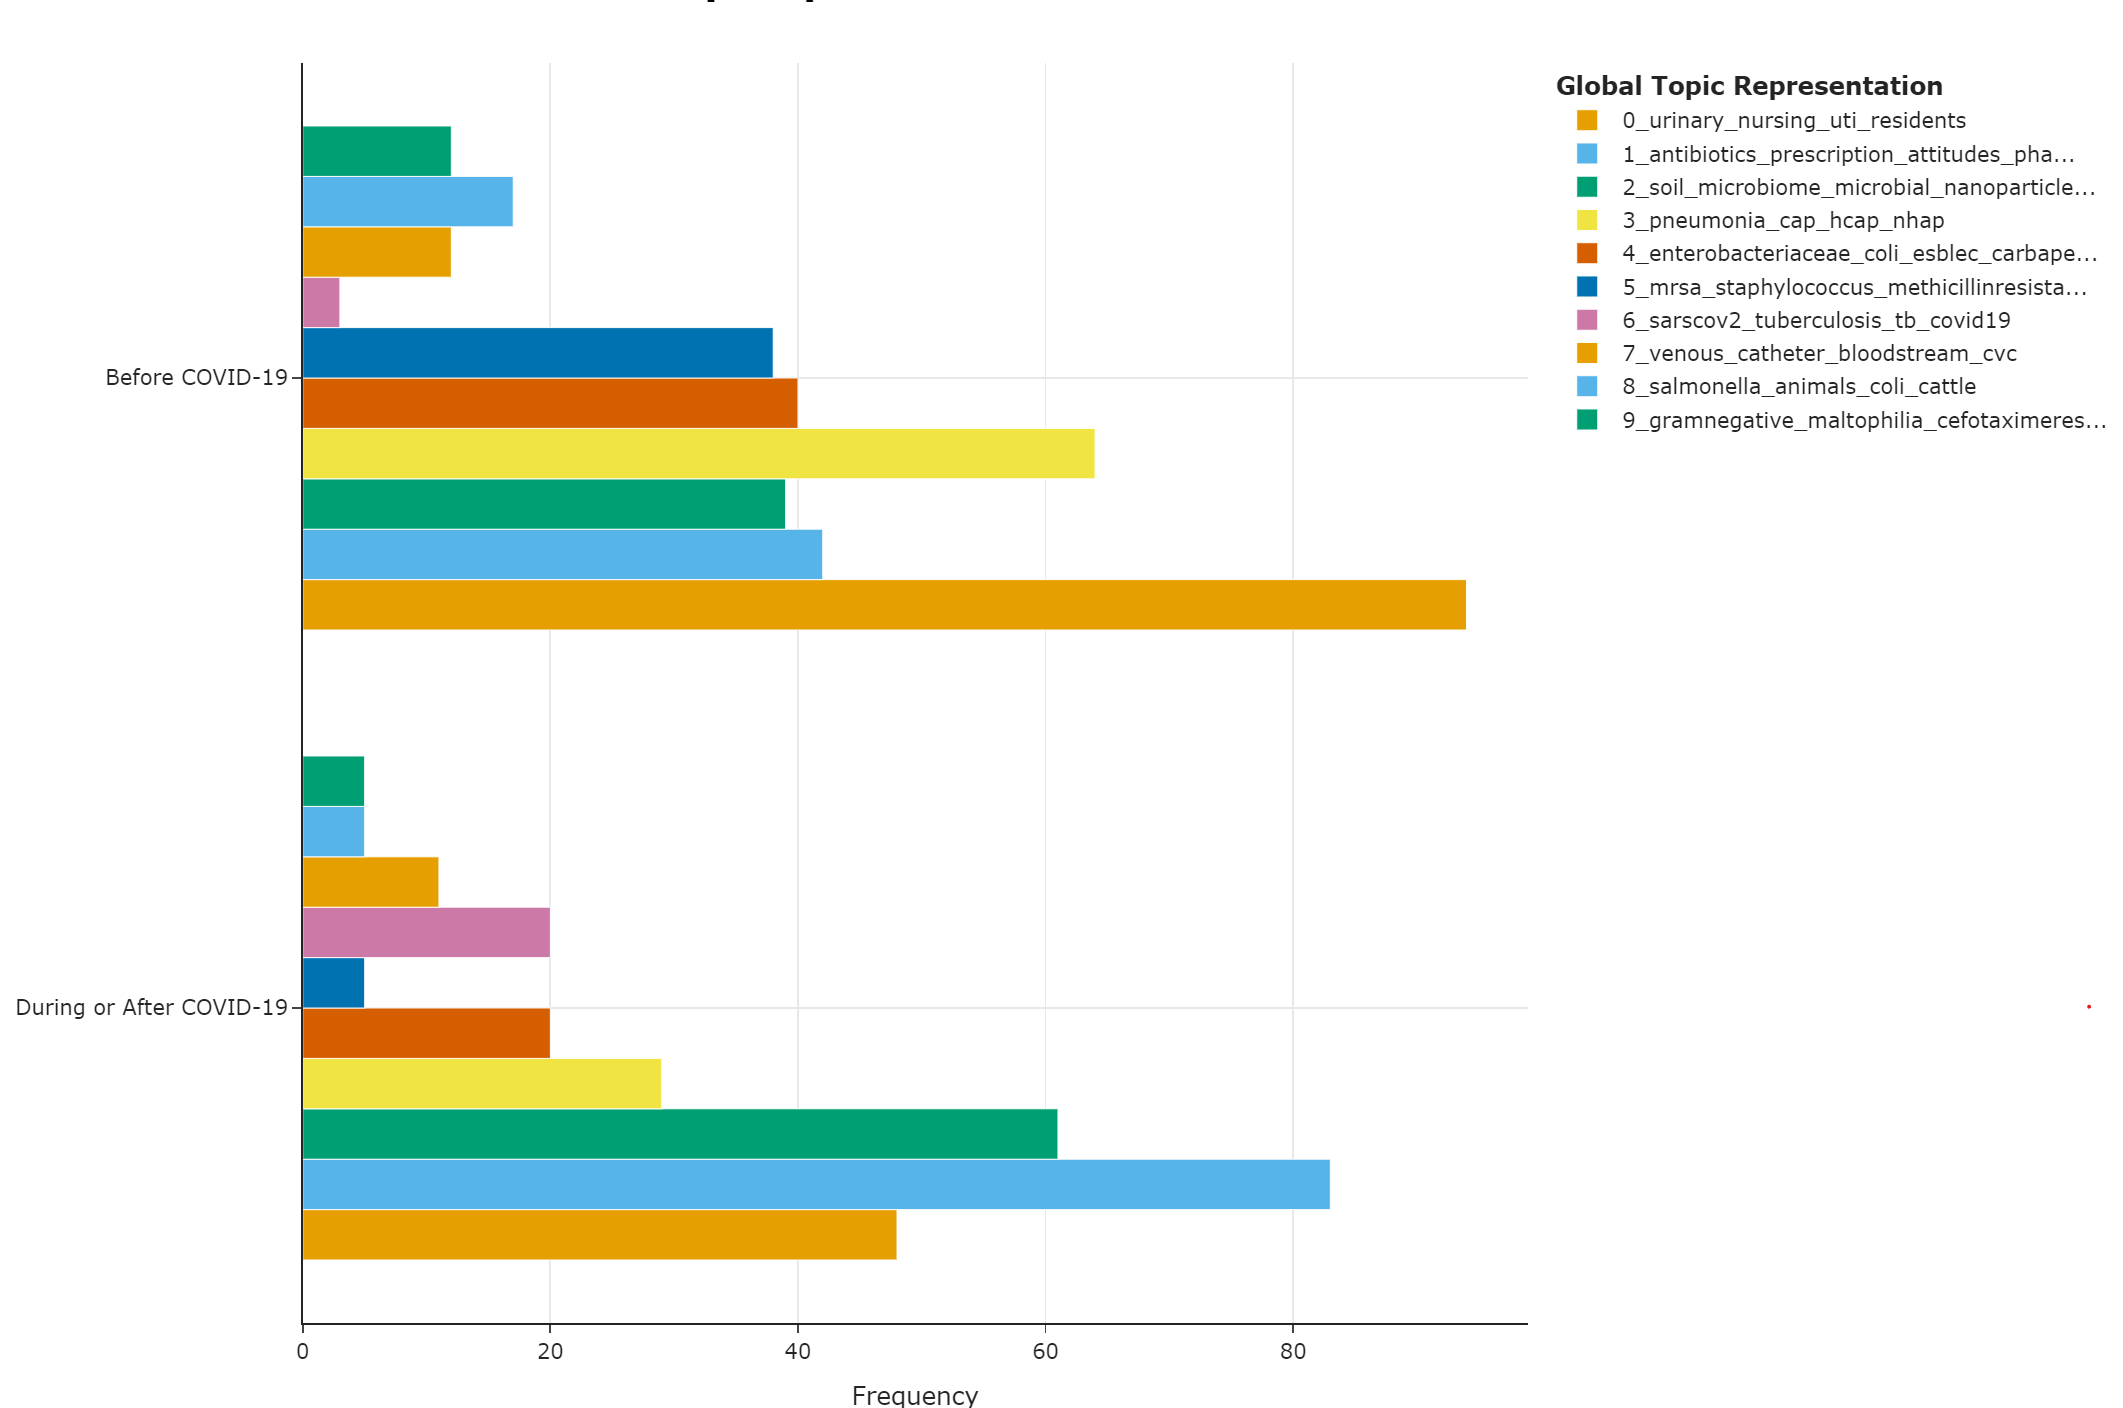 Global Topic Representation
0_urinary_nursing_uti_residents
1_antibiotics_prescription_attitudes_pha...
2_soil_microbiome_microbial_nanoparticle...
3_pneumonia_cap_hcap_nhap
4_enterobacteriaceae_coli_esblec_carbape...
5_mrsa_staphylococcus_methicillinresista...
6_sarscov2_tuberculosis_tb_covid19
7_venous_catheter_bloodstream_cvc
8_salmonella_animals_coli_cattle
9_gramnegative_maltophilia_cefotaximeres...
Before COVID-19
During or After COVID-19
0 20 40 60 80
Frequency